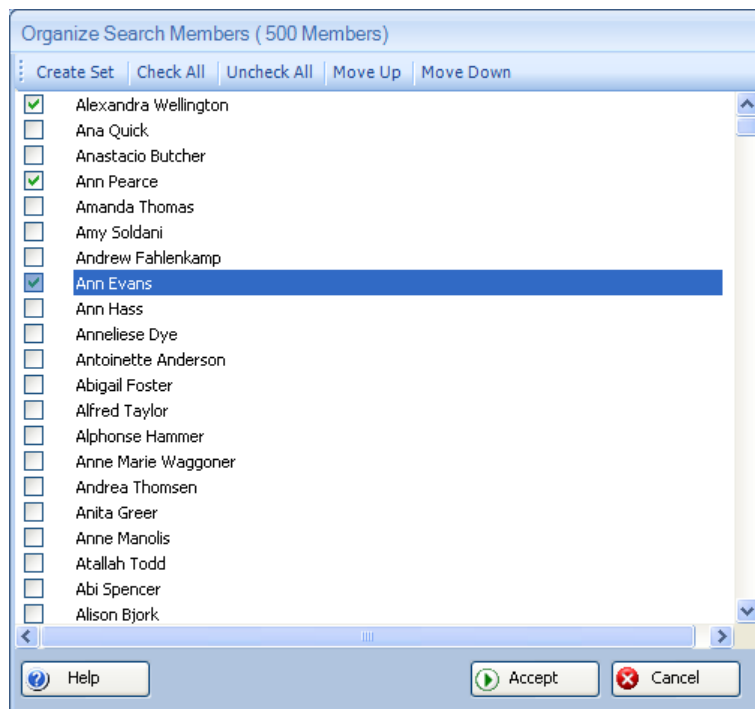 Organize Search Members ( 500 Members)
Create Set Check All Uncheck All Move Up Move Down
Alexandra Wellington
Ana Quick
Anastacio Butcher
Ann Pearce
Amanda Thomas
Amy Soldani
Andrew Fahlenkamp
Ann Evans
Ann Hass
Anneliese Dye
Antoinette Anderson
Abigail Foster
Alfred Taylor
Alphonse Hammer
Anne Marie Waggoner
Andrea Thomsen
Anita Greer
Anne Manolis
Atallah Todd
Abi Spencer
Alison Bjork
Help Accept Cancel